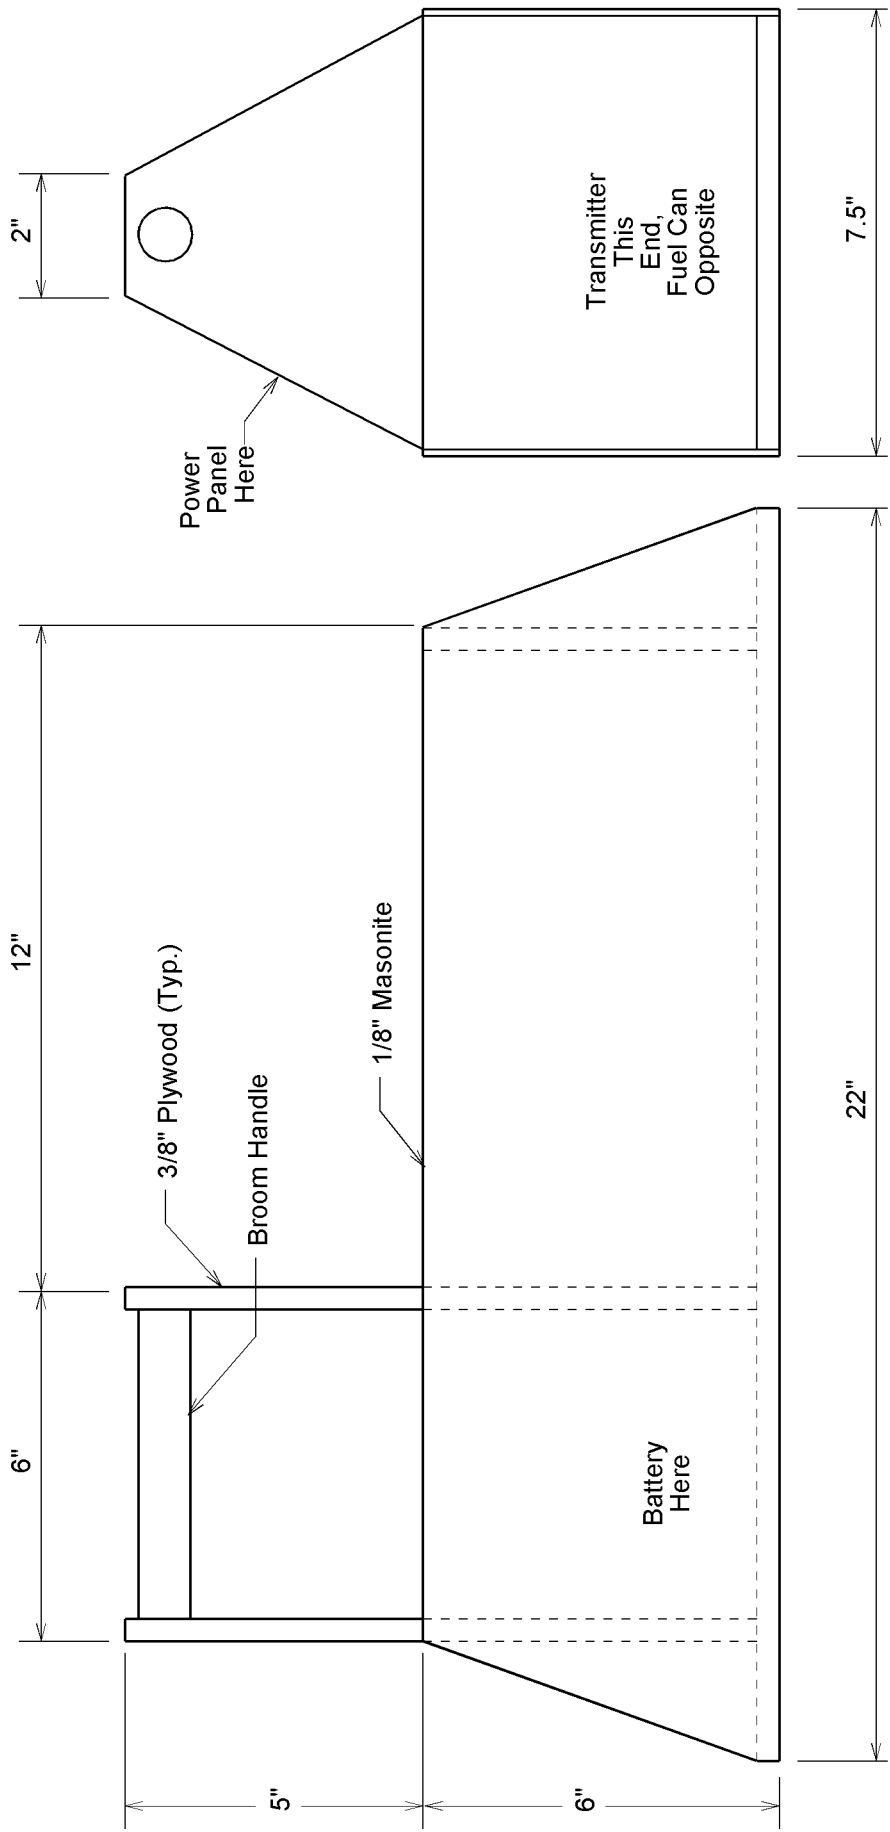 6"
12"
2"
3/8" Plywood (Typ.)
Broom Handle
1/8" Masonite
Power
Panel
Here
Battery
Here
Transmitter
This
End,
Fuel Can
Opposite
5"
6"
22"
7.5"